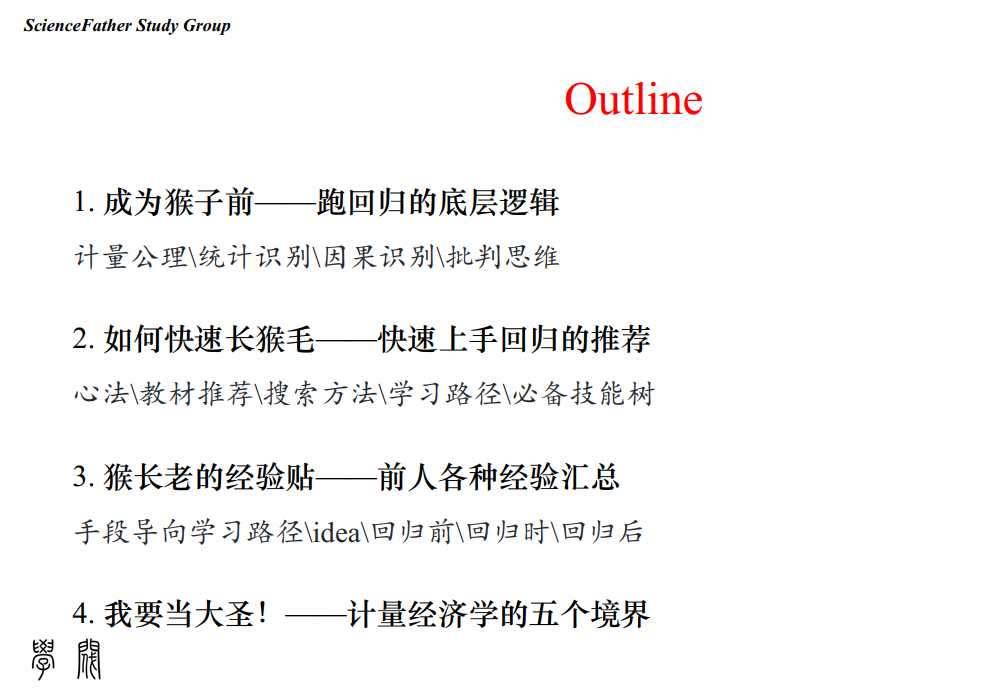 ScienceFather Study Group
Outline
1. 成为猴子前——跑回归的底层逻辑
计量公理\统计识别\因果识别\批判思维
2. 如何快速长猴毛——快速上手回归的推荐
心法\教材推荐\搜索方法\学习路径\必备技能树
3. 猴长老的经验贴——前人各种经验汇总
手段导向学习路径\idea\回归前\回归时\回归后
4. 我要当大圣！——计量经济学的五个境界
學閥